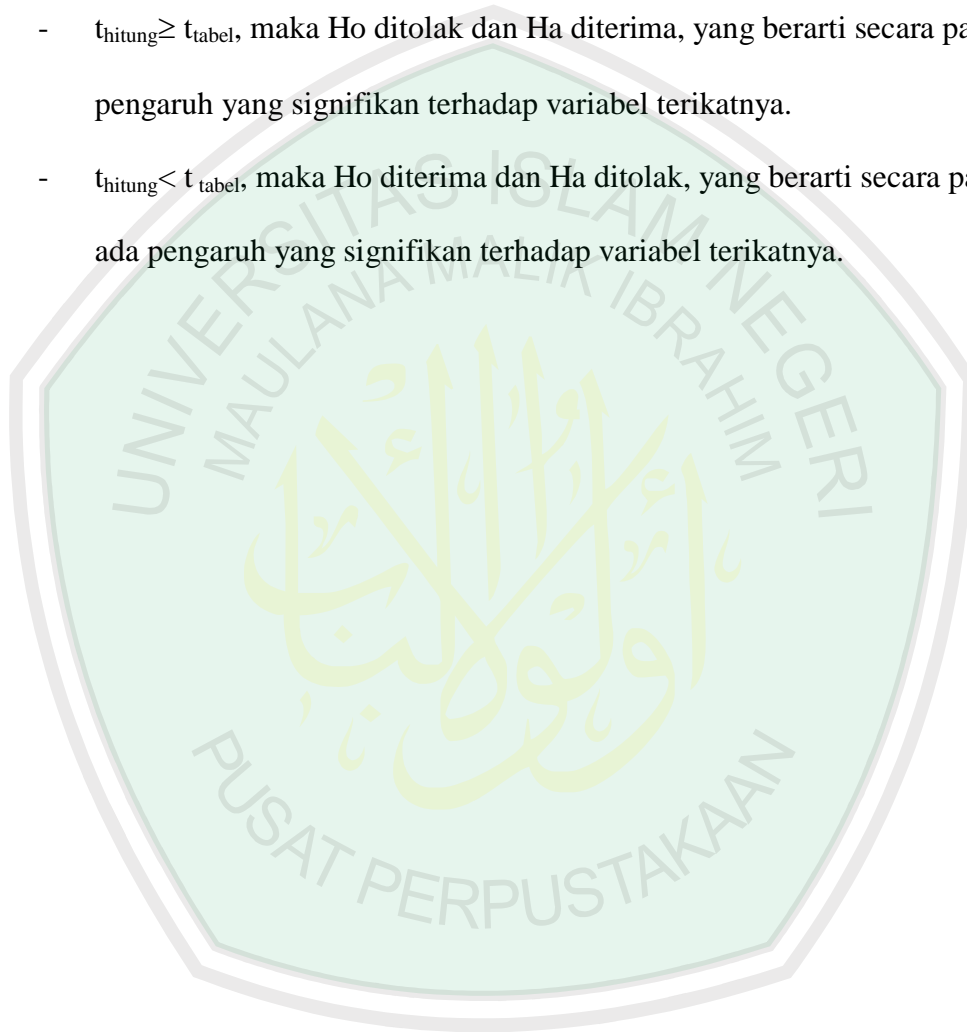 - t_hitung ≥ t_tabel, maka Ho ditolak dan Ha diterima, yang berarti secara
pengaruh yang signifikan terhadap variabel terikatnya.
- t_hitung < t_tabel, maka Ho diterima dan Ha ditolak, yang berarti secara
ada pengaruh yang signifikan terhadap variabel terikatnya.
UNIVERSITAS ISLAM NEGERI
MAULANA MALIK IBRAHIM
أولوا الألباب
PUSAT PERPUSTAKAAN